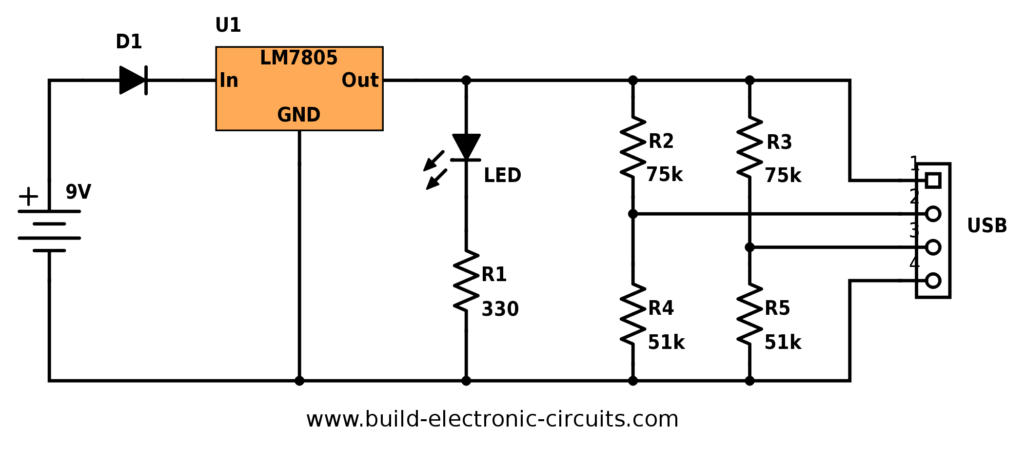 U1
D1
LM7805
In Out
GND
9V
+
LED
R1
330
R2
75k
R3
75k
R4
51k
R5
51k
1
2
3
4
USB
www.build-electronic-circuits.com